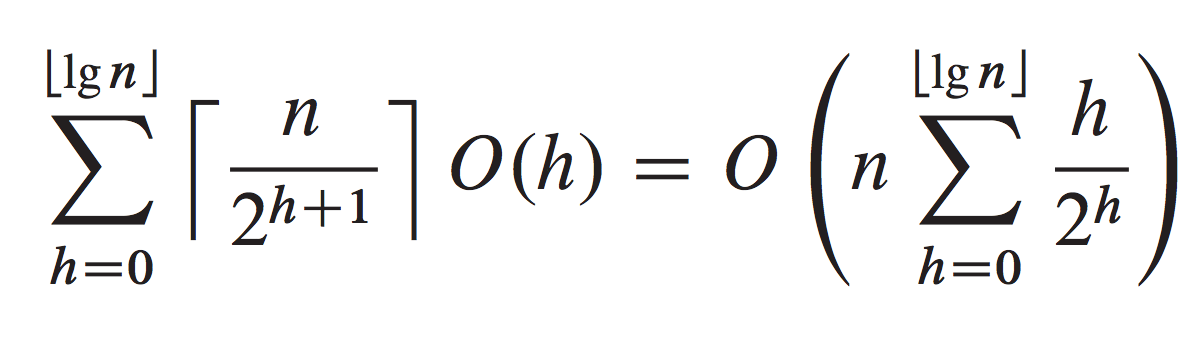 $$\sum_{h=0}^{\lfloor \lg n \rfloor} \left\lceil \frac{n}{2^{h+1}} \right\rceil O(h) = O\left( n \sum_{h=0}^{\lfloor \lg n \rfloor} \frac{h}{2^h} \right)$$